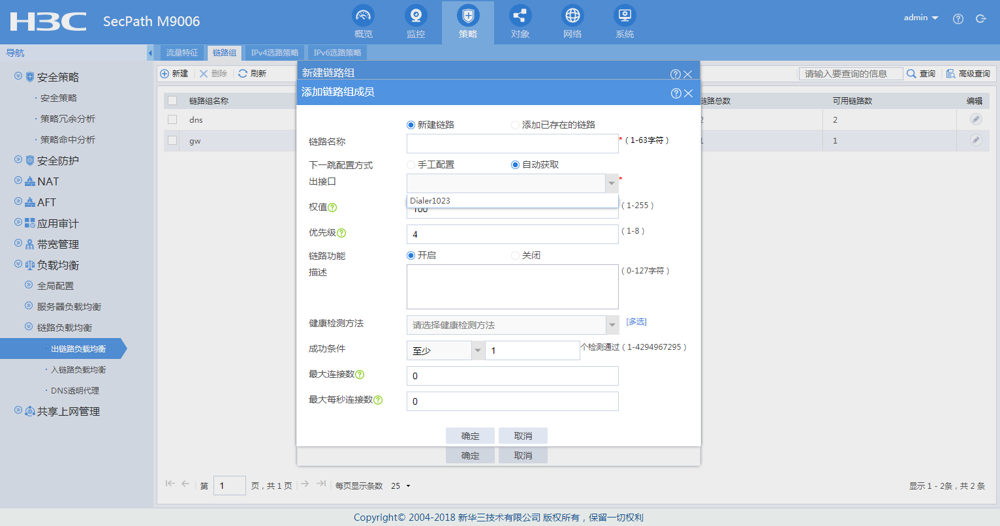 H3C SecPath M9006
概览 监控 策略 对象 网络 系统
admin
导航
流量特征 链路组 IPv4选路策略 IPv6选路策略
新建 删除 刷新
请输入要查询的信息 查询 高级查询
安全策略
· 安全策略
· 策略冗余分析
· 策略命中分析
安全防护
NAT
AFT
应用审计
带宽管理
负载均衡
全局配置
服务器负载均衡
链路负载均衡
· 出链路负载均衡
· 入链路负载均衡
· DNS透明代理
共享上网管理
链路组名称 链路总数 可用链路数 编辑
dns 2 2
gw 1 1
新建链路组
添加链路组成员
新建链路 添加已存在的链路
链路名称 * (1-63字符)
下一跳配置方式 手工配置 自动获取
出接口 *
Dialer1023
权值 100 (1-255)
优先级 4 (1-8)
链路功能 开启 关闭
描述 (0-127字符)
健康检测方法 请选择健康检测方法 [多选]
成功条件 至少 1 个检测通过 (1-4294967295)
最大连接数 0
最大每秒连接数 0
确定 取消
确定 取消
第 1 页,共 1 页 每页显示条数 25
显示 1 - 2条,共 2 条
Copyright© 2004-2018 新华三技术有限公司 版权所有,保留一切权利